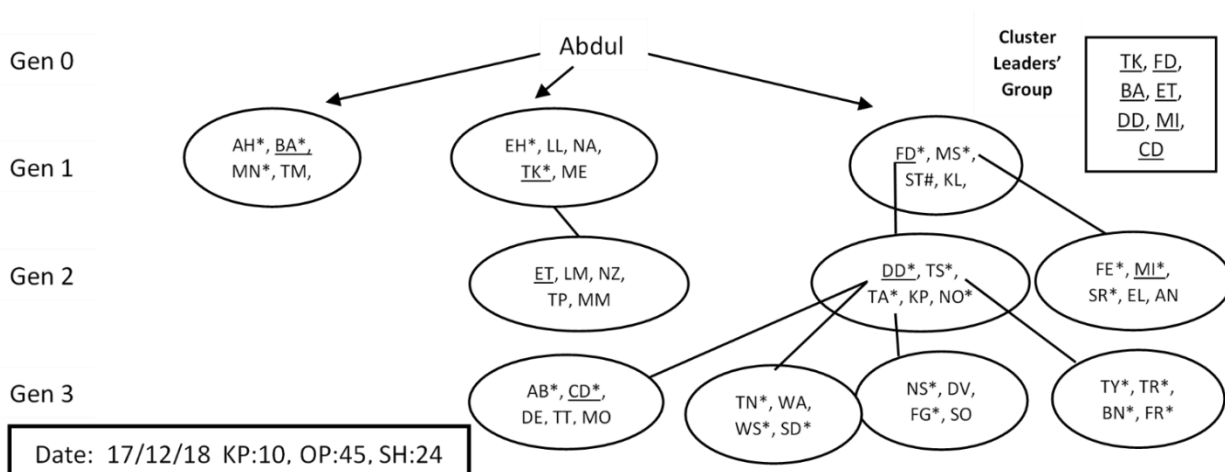 Gen 0
Abdul
Cluster
Leaders’
Group
TK, FD,
BA, ET,
DD, MI,
CD
Gen 1
AH*, BA*,
MN*, TM,
EH*, LL, NA,
TK*, ME
FD*, MS*,
ST#, KL,
Gen 2
ET, LM, NZ,
TP, MM
DD*, TS*,
TA*, KP, NO*
FE*, MI*,
SR*, EL, AN
Gen 3
AB*, CD*,
DE, TT, MO
TN*, WA,
WS*, SD*
NS*, DV,
FG*, SO
TY*, TR*,
BN*, FR*
Date: 17/12/18 KP:10, OP:45, SH:24